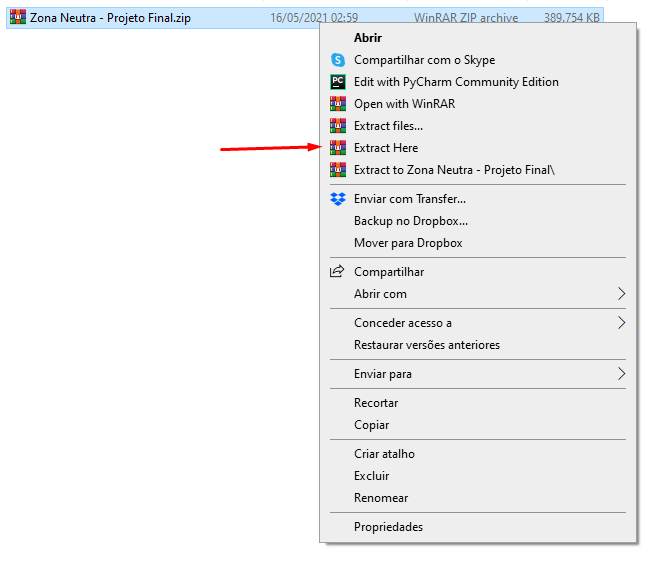 Zona Neutra - Projeto Final.zip 16/05/2021 02:59 WinRAR ZIP archive 389.754 KB
Abrir
Compartilhar com o Skype
PC Edit with PyCharm Community Edition
Open with WinRAR
Extract files...
Extract Here
Extract to Zona Neutra - Projeto Final\
Enviar com Transfer...
Backup no Dropbox...
Mover para Dropbox
Compartilhar
Abrir com
Conceder acesso a
Restaurar versões anteriores
Enviar para
Recortar
Copiar
Criar atalho
Excluir
Renomear
Propriedades